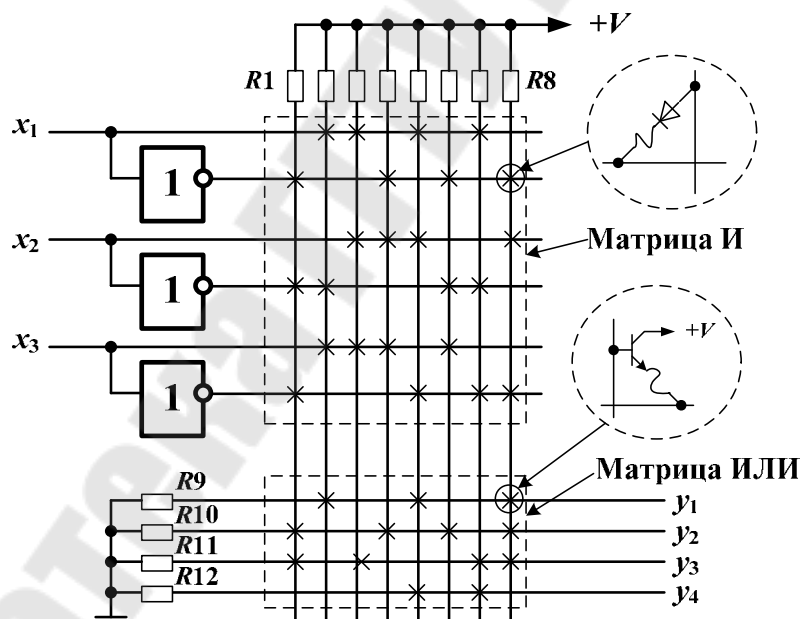 +V
R1
R8
x1
1
Матрица И
x2
1
x3
+V
1
Матрица ИЛИ
R9
y1
R10
y2
R11
y3
R12
y4